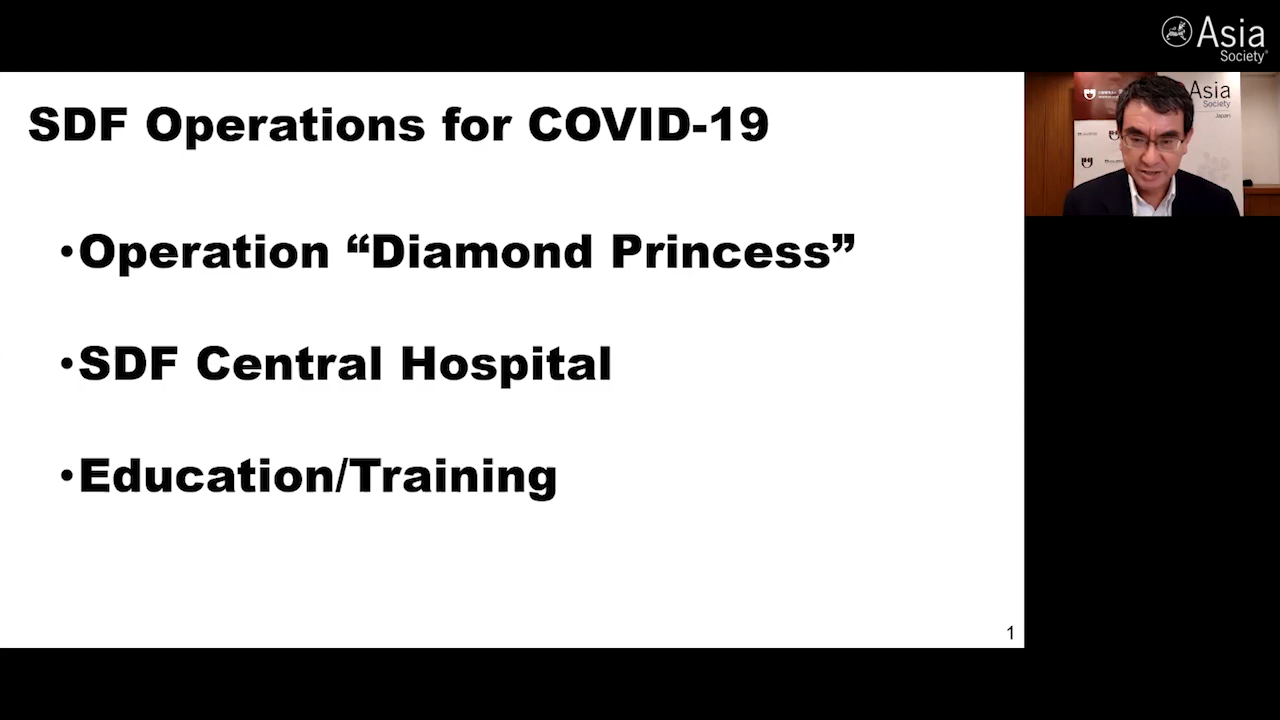 Asia
Society
SDF Operations for COVID-19
•Operation “Diamond Princess”
•SDF Central Hospital
•Education/Training
1
Asia
Society
Japan